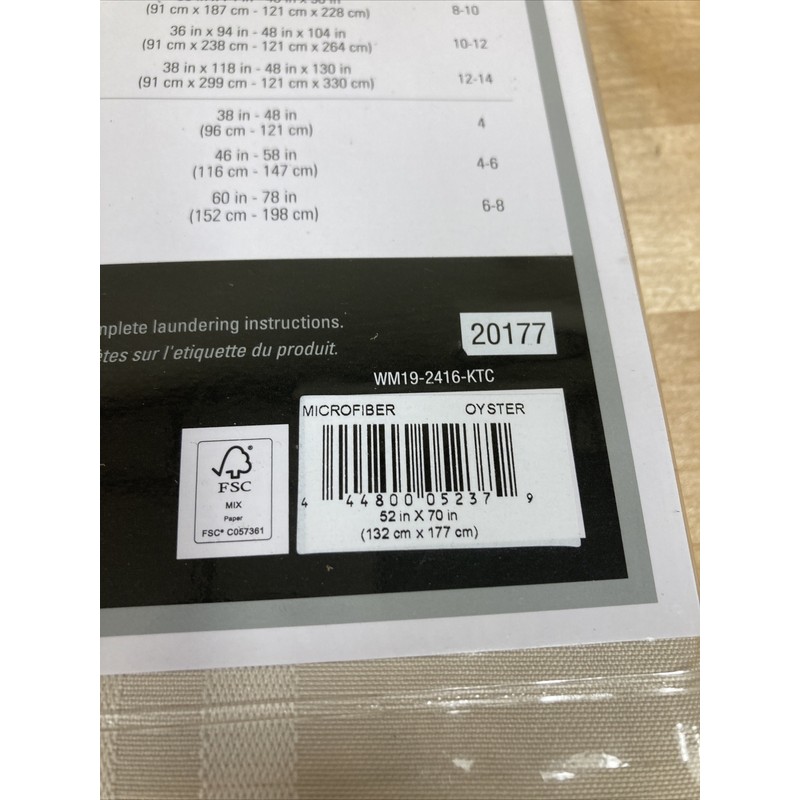 (91 cm x 187 cm - 121 cm x 228 cm)
8-10
36 in x 94 in - 48 in x 104 in
(91 cm x 238 cm - 121 cm x 264 cm)
10-12
38 in x 118 in - 48 in x 130 in
(91 cm x 299 cm - 121 cm x 330 cm)
12-14
38 in - 48 in
(96 cm - 121 cm)
4
46 in - 58 in
(116 cm - 147 cm)
4-6
60 in - 78 in
(152 cm - 198 cm)
6-8
laundering instructions.
sur l'etiquette du produit.
20177
WM19-2416-KTC
MICROFIBER OYSTER
4 44800 05237 9
52 in X 70 in
(132 cm x 177 cm)
FSC
MIX
Paper
FSC® C057361